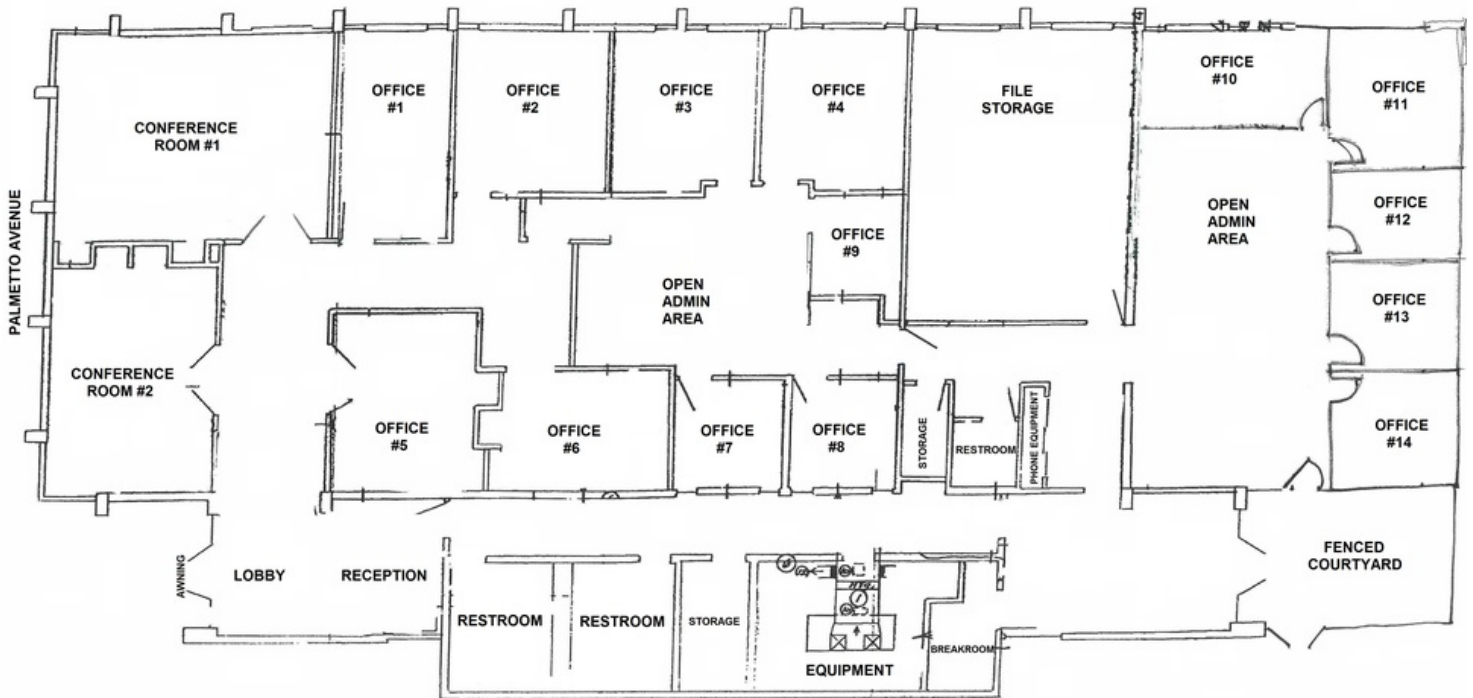 OFFICE
#1
OFFICE
#2
OFFICE
#3
OFFICE
#4
FILE
STORAGE
OFFICE
#10
OFFICE
#11
CONFERENCE
ROOM #1
PALMETTO AVENUE
OFFICE
#12
OPEN
ADMIN
AREA
OFFICE
#9
OPEN
ADMIN
AREA
OFFICE
#13
CONFERENCE
ROOM #2
OFFICE
#5
OFFICE
#6
OFFICE
#7
OFFICE
#8
STORAGE
RESTROOM
PHONE EQUIPMENT
OFFICE
#14
AWNING
LOBBY
RECEPTION
FENCED
COURTYARD
RESTROOM
RESTROOM
STORAGE
EQUIPMENT
BREAKROOM